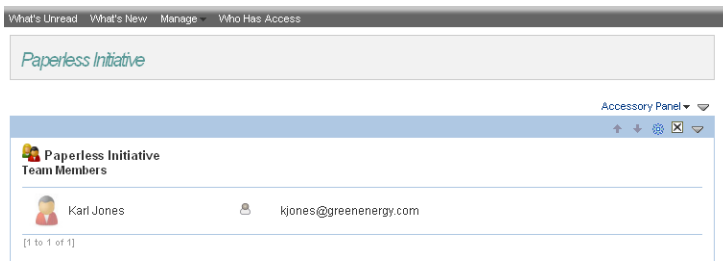 What's Unread What's New Manage Who Has Access
Paperless Initiative
Accessory Panel
Paperless Initiative
Team Members
Karl Jones kjones@greenenergy.com
[1 to 1 of 1]